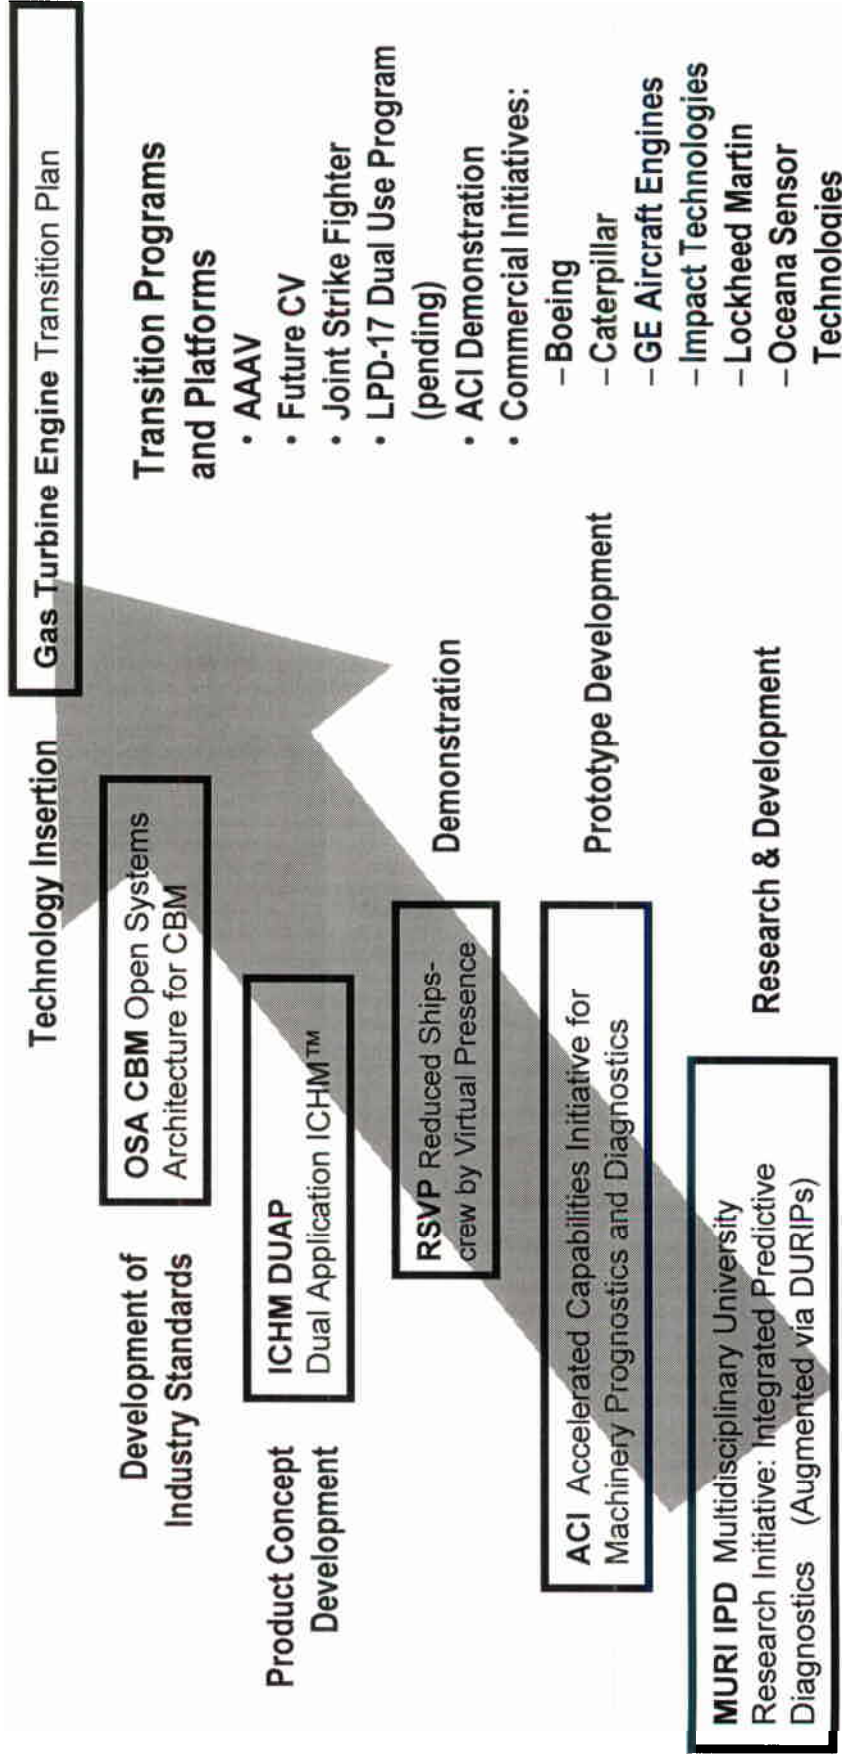 Technology Insertion
Gas Turbine Engine Transition Plan
Development of
Industry Standards
OSA CBM Open Systems
Architecture for CBM
Product Concept
Development
ICHM DUAP
Dual Application ICHM™
RSVP Reduced Ships-
crew by Virtual Presence
Demonstration
ACI Accelerated Capabilities Initiative for
Machinery Prognostics and Diagnostics
Prototype Development
MURI IPD Multidisciplinary University
Research Initiative: Integrated Predictive
Diagnostics (Augmented via DURIPs)
Research & Development
Transition Programs
and Platforms
• AAAV
• Future CV
• Joint Strike Fighter
• LPD-17 Dual Use Program
(pending)
• ACI Demonstration
• Commercial Initiatives:
–Boeing
–Caterpillar
–GE Aircraft Engines
–Impact Technologies
–Lockheed Martin
–Oceana Sensor
Technologies